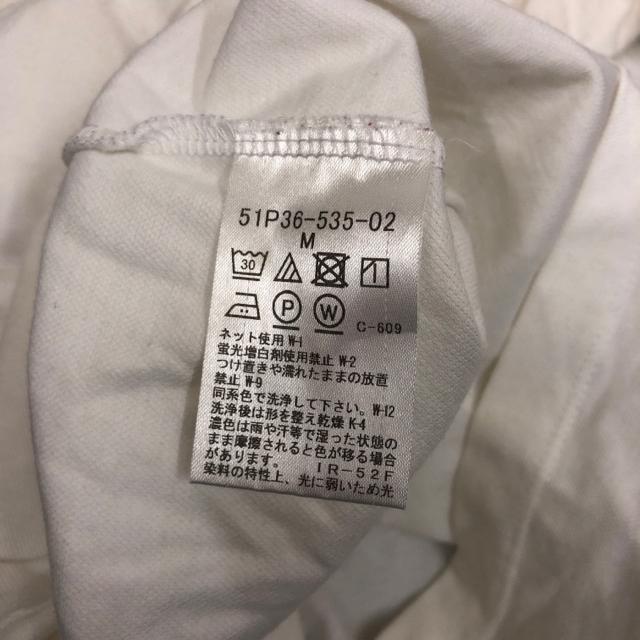 51P36-535-02
M
30
P W C-609
ネット使用 W-1
蛍光増白剤使用禁止 W-2
つけ置きや濡れたままの放置
禁止 W-9
同系色で洗浄して下さい。W-12
洗浄後は形を整え乾燥 K-4
濃色は雨や汗等で湿った状態の
まま摩擦されると色が移る場合
があります。 IR-52F
染料の特性上、光に弱いため光